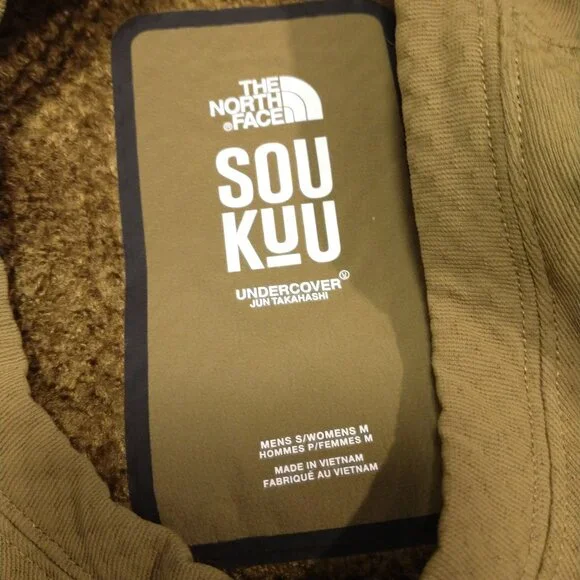 THE
NORTH
®FACE
SOU
KUU
UNDERCOVER
JUN TAKAHASHI
MENS S/WOMENS M
HOMMES P/FEMMES M
MADE IN VIETNAM
FABRIQUÉ AU VIETNAM